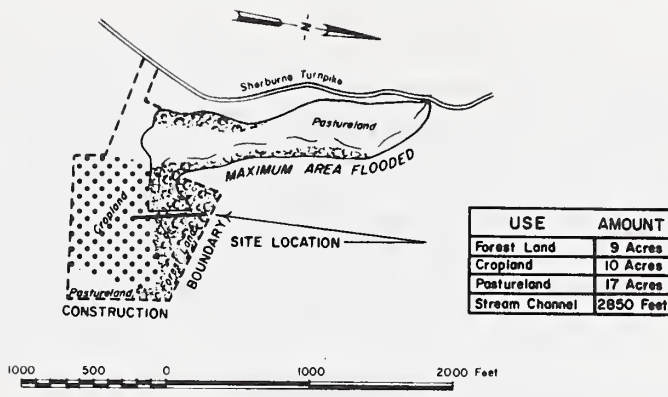 N
Sherburne Turnpike
Pastureland
MAXIMUM AREA FLOODED
Cropland
Forest Land
BOUNDARY
SITE LOCATION
Pastureland
CONSTRUCTION
USE AMOUNT
Forest Land 9 Acres
Cropland 10 Acres
Pastureland 17 Acres
Stream Channel 2850 Feet
1000 500 0 1000 2000 Feet